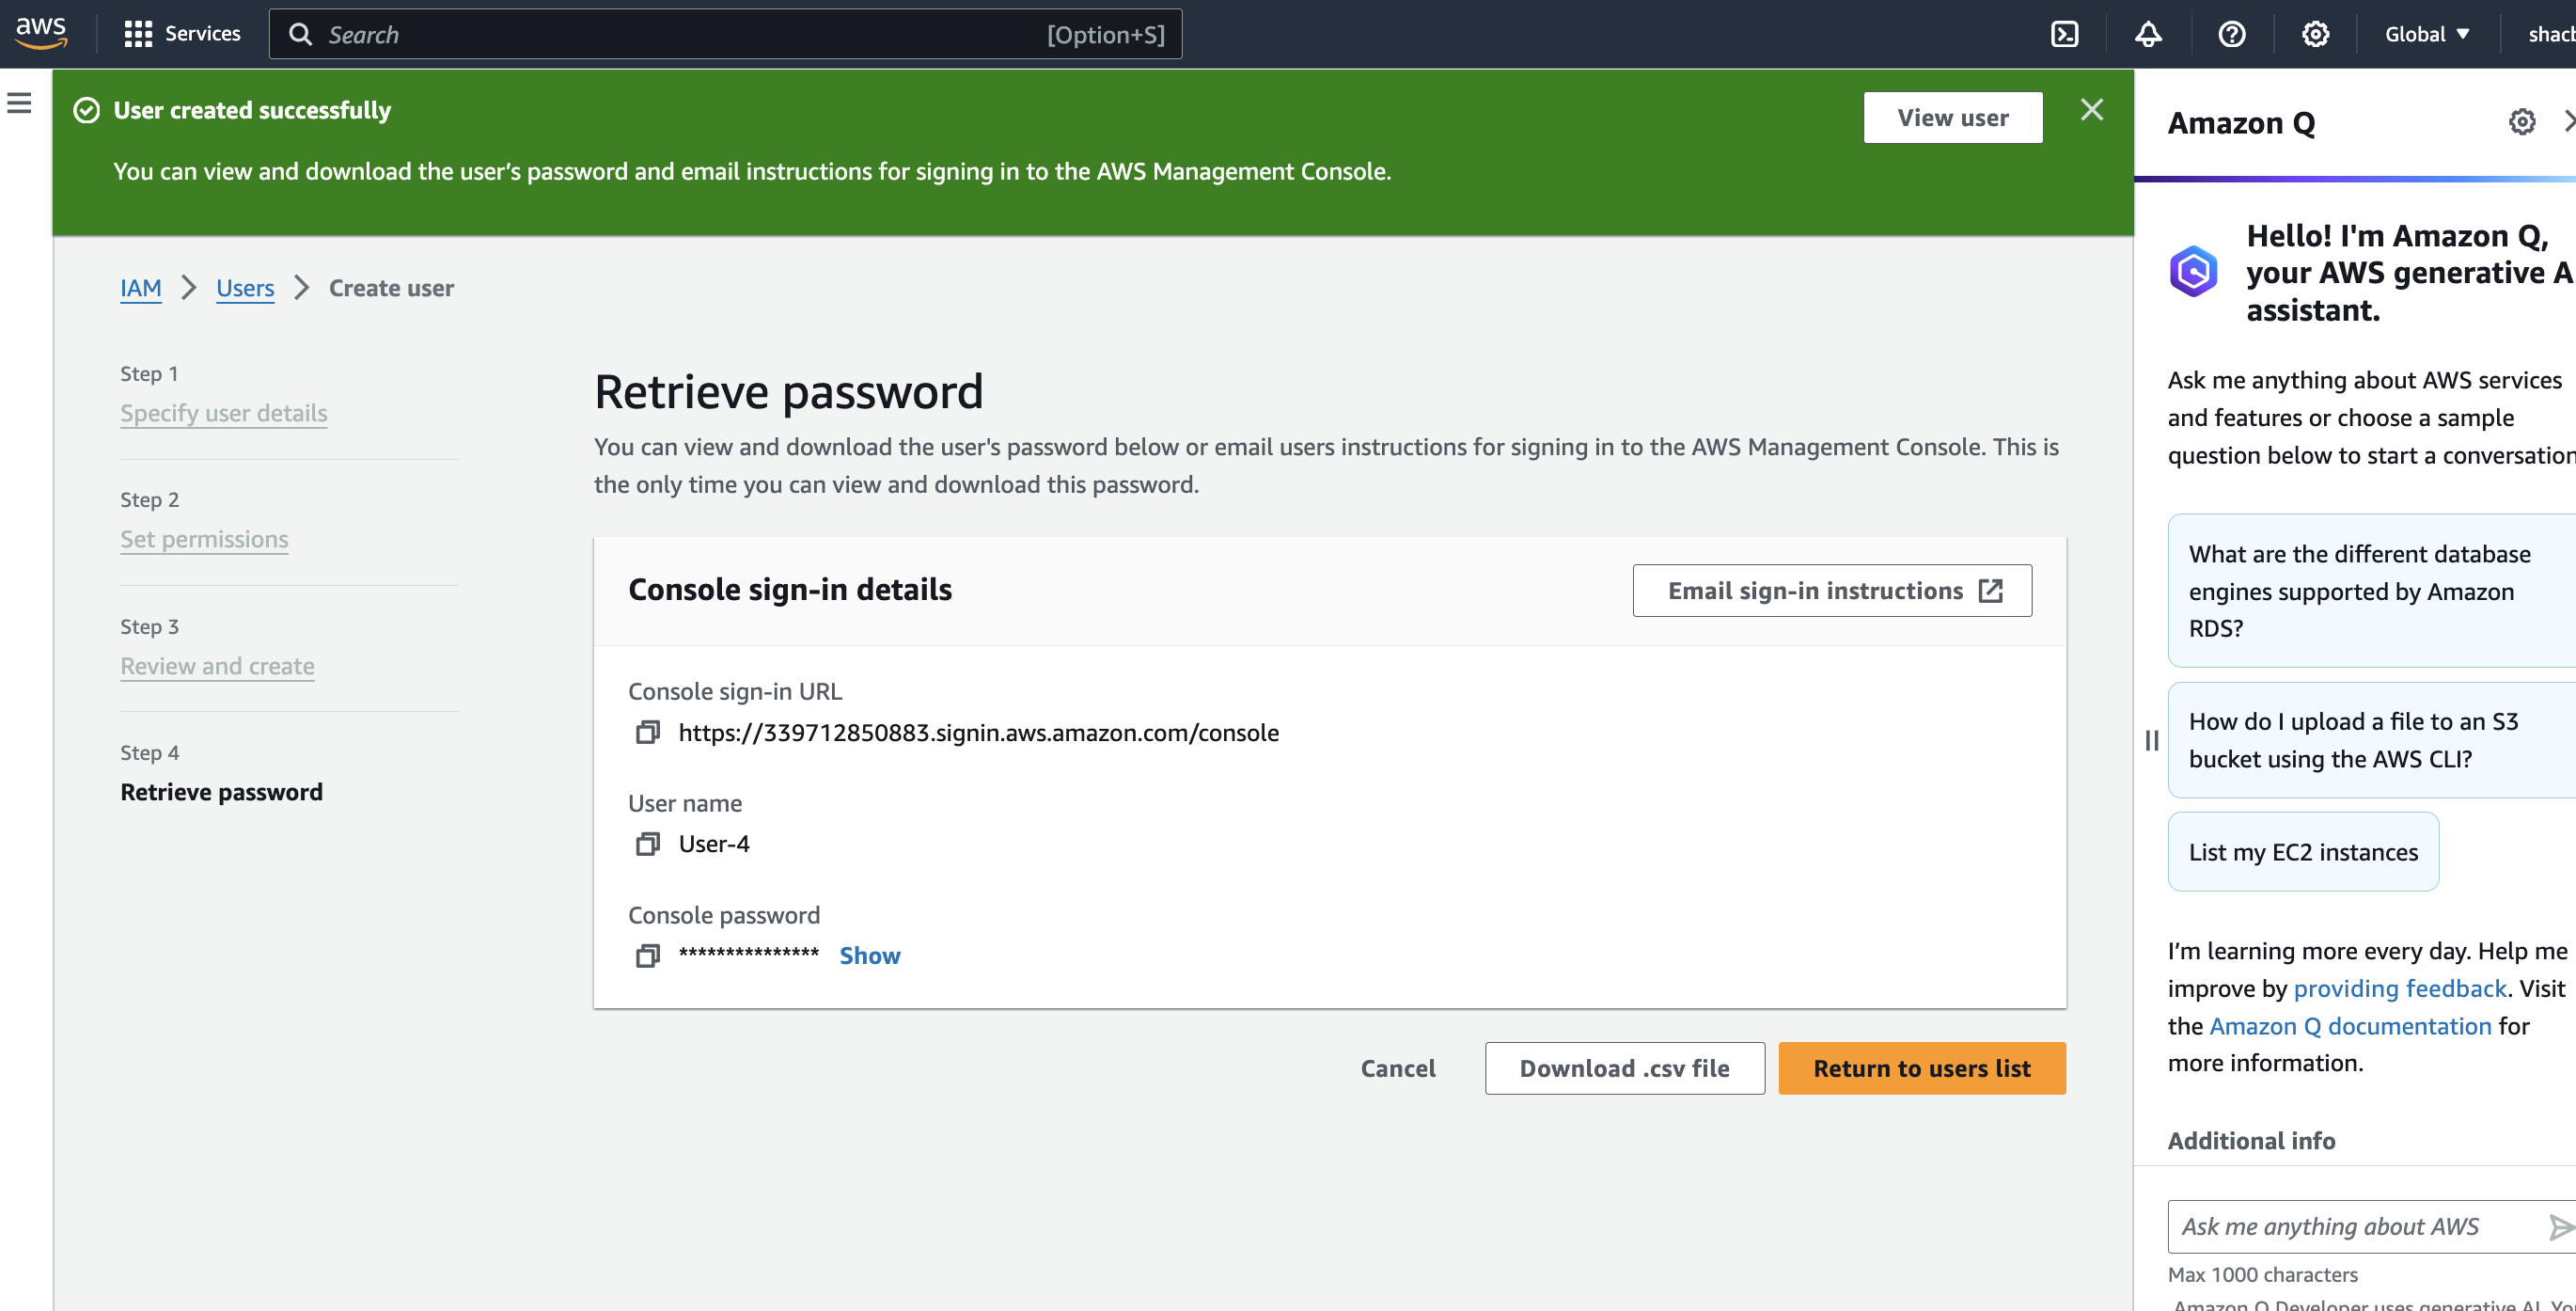 aws
Services
Search [Option+S]
Global
User created successfully
View user
You can view and download the user’s password and email instructions for signing in to the AWS Management Console.
IAM
Users
Create user
Step 1
Specify user details
Step 2
Set permissions
Step 3
Review and create
Step 4
Retrieve password
Retrieve password
You can view and download the user's password below or email users instructions for signing in to the AWS Management Console. This is
the only time you can view and download this password.
Console sign-in details
Email sign-in instructions
Console sign-in URL
https://339712850883.signin.aws.amazon.com/console
User name
User-4
Console password
*************** Show
Cancel
Download .csv file
Return to users list
Amazon Q
Hello! I'm Amazon Q,
your AWS generative A
assistant.
Ask me anything about AWS services
and features or choose a sample
question below to start a conversation
What are the different database
engines supported by Amazon
RDS?
How do I upload a file to an S3
bucket using the AWS CLI?
List my EC2 instances
I’m learning more every day. Help me
improve by providing feedback. Visit
the Amazon Q documentation for
more information.
Additional info
Ask me anything about AWS
Max 1000 characters
Amazon Q Developer uses generative AI. You